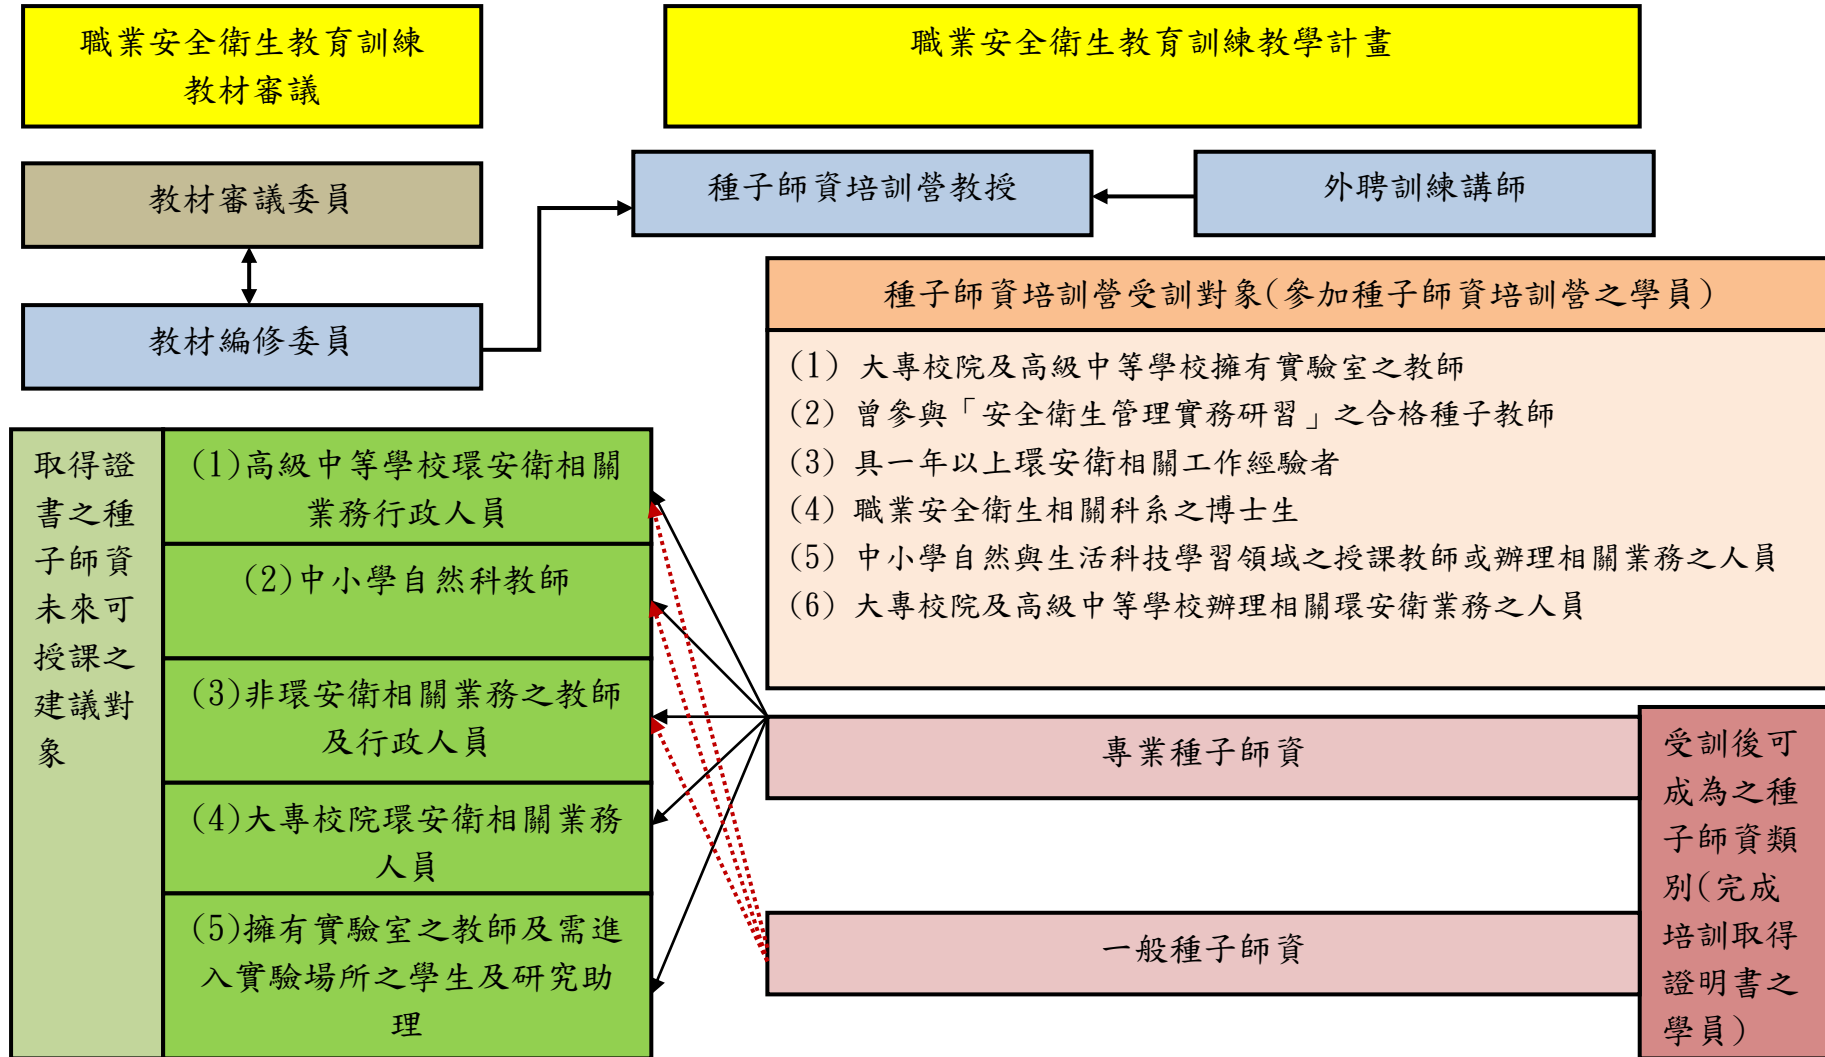 職業安全衛生教育訓練
教材審議
職業安全衛生教育訓練教學計畫
教材審議委員
種子師資培訓營教授
外聘訓練講師
教材編修委員
種子師資培訓營受訓對象(參加種子師資培訓營之學員)
(1) 大專校院及高級中等學校擁有實驗室之教師
(2) 曾參與「安全衛生管理實務研習」之合格種子教師
(3) 具一年以上環安衛相關工作經驗者
(4) 職業安全衛生相關科系之博士生
(5) 中小學自然與生活科技學習領域之授課教師或辦理相關業務之人員
(6) 大專校院及高級中等學校辦理相關環安衛業務之人員
取得證
書之種
子師資
未來可
授課之
建議對
象
(1)高級中等學校環安衛相關
業務行政人員
(2)中小學自然科教師
(3)非環安衛相關業務之教師
及行政人員
(4)大專校院環安衛相關業務
人員
(5)擁有實驗室之教師及需進
入實驗場所之學生及研究助
理
專業種子師資
一般種子師資
受訓後可
成為之種
子師資類
別(完成
培訓取得
證明書之
學員)